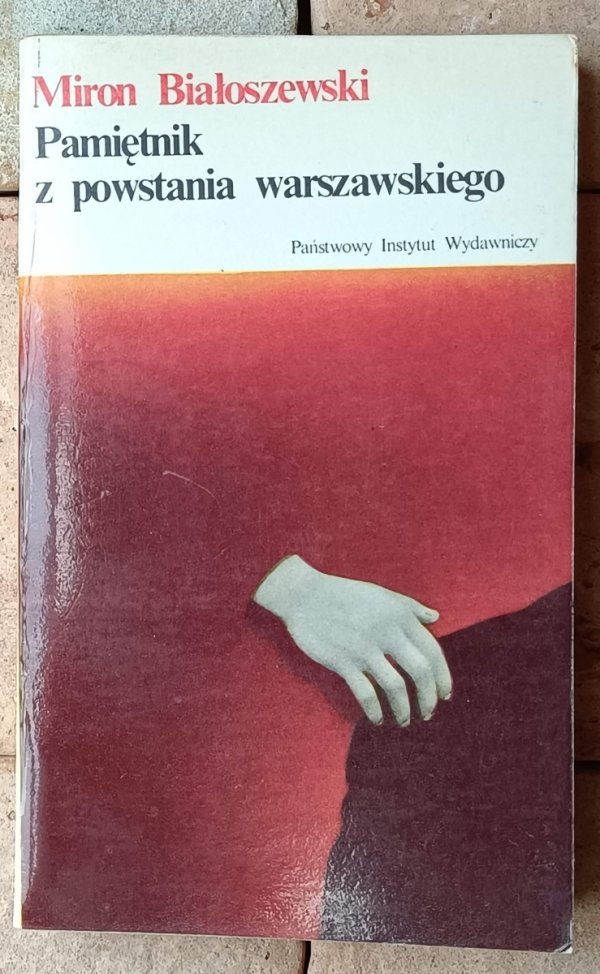 Miron Białoszewski
Pamiętnik
z powstania warszawskiego
Państwowy Instytut Wydawniczy